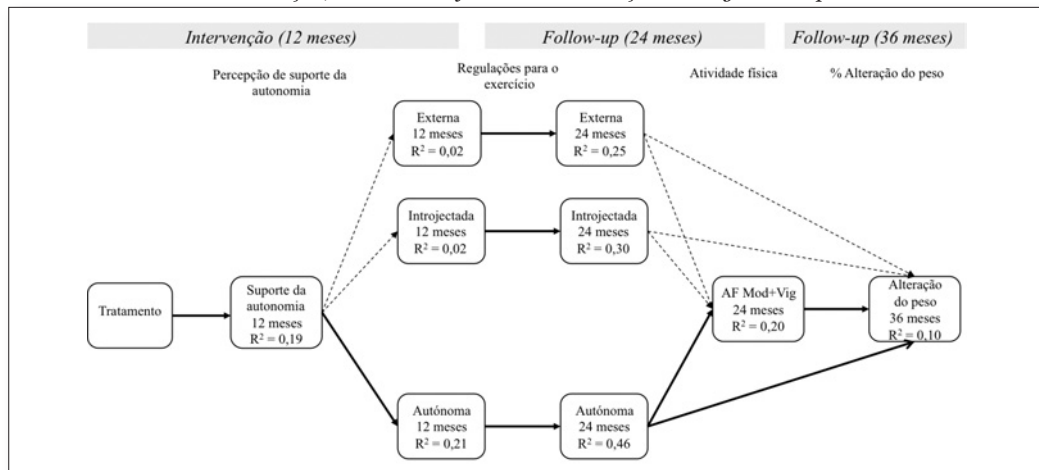 Intervenção (12 meses)
Follow-up (24 meses)
Follow-up (36 meses)
Percepção de suporte da
autonomia
Regulações para o
exercício
Atividade física
% Alteração do peso
Externa
12 meses
R² = 0,02
Externa
24 meses
R² = 0,25
Introjectada
12 meses
R² = 0,02
Introjectada
24 meses
R² = 0,30
Tratamento
Suporte da
autonomia
12 meses
R² = 0,19
AF Mod+Vig
24 meses
R² = 0,20
Alteração
do peso
36 meses
R² = 0,10
Autónoma
12 meses
R² = 0,21
Autónoma
24 meses
R² = 0,46